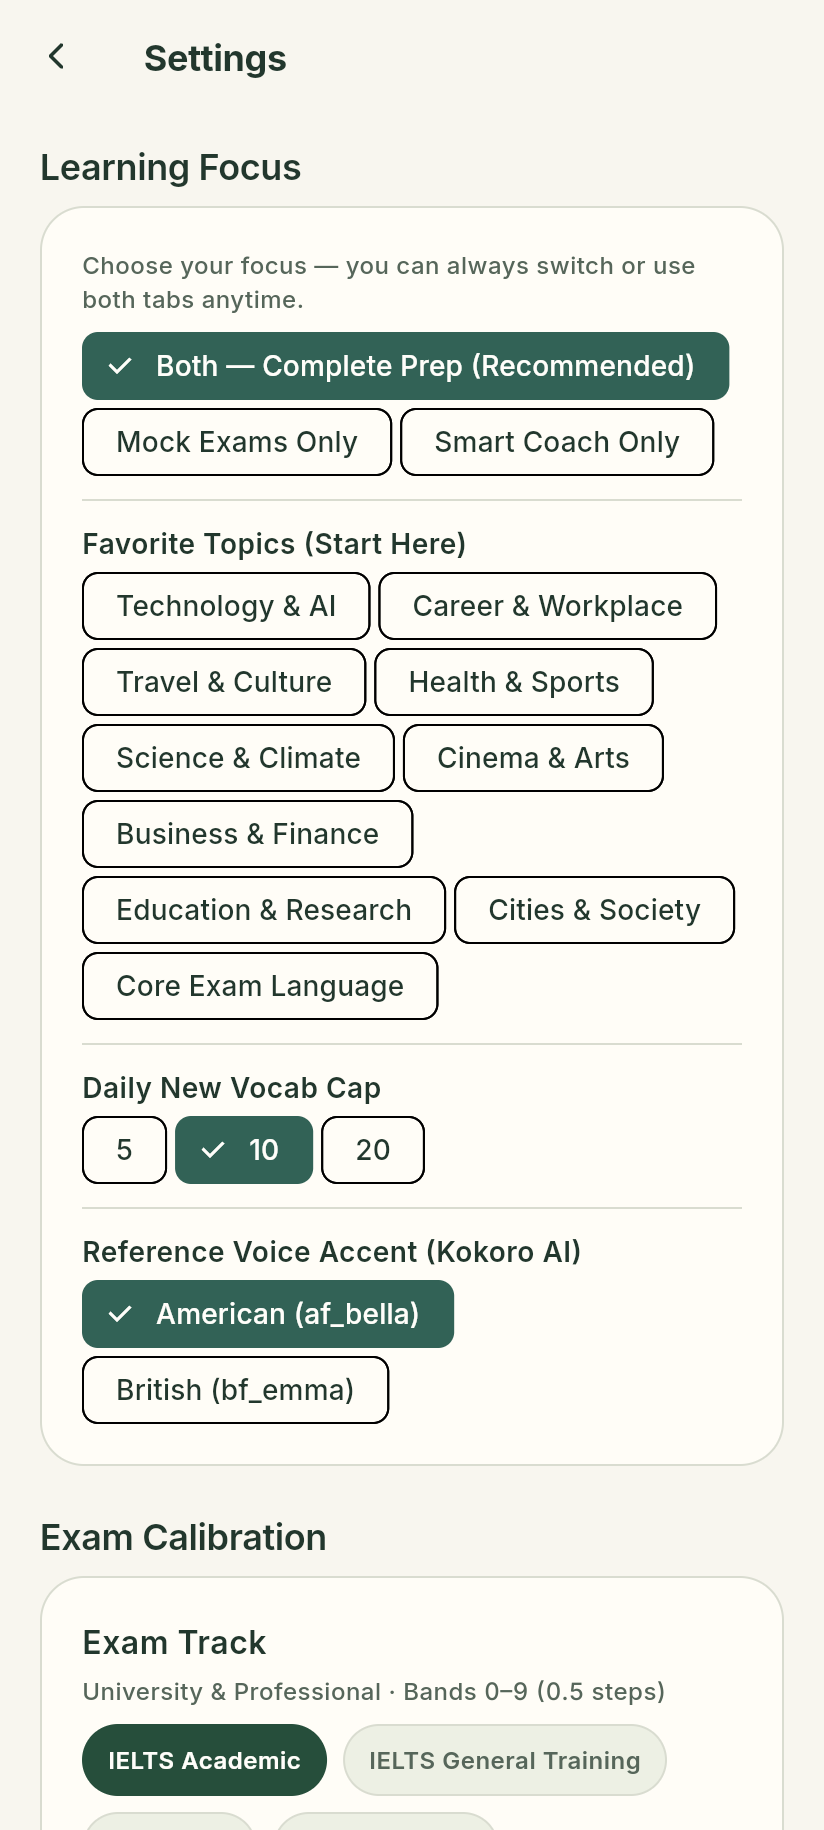 Settings
Learning Focus
Choose your focus — you can always switch or use
both tabs anytime.
Both — Complete Prep (Recommended)
Mock Exams Only
Smart Coach Only
Favorite Topics (Start Here)
Technology & AI
Career & Workplace
Travel & Culture
Health & Sports
Science & Climate
Cinema & Arts
Business & Finance
Education & Research
Cities & Society
Core Exam Language
Daily New Vocab Cap
5
10
20
Reference Voice Accent (Kokoro AI)
American (af_bella)
British (bf_emma)
Exam Calibration
Exam Track
University & Professional · Bands 0–9 (0.5 steps)
IELTS Academic
IELTS General Training